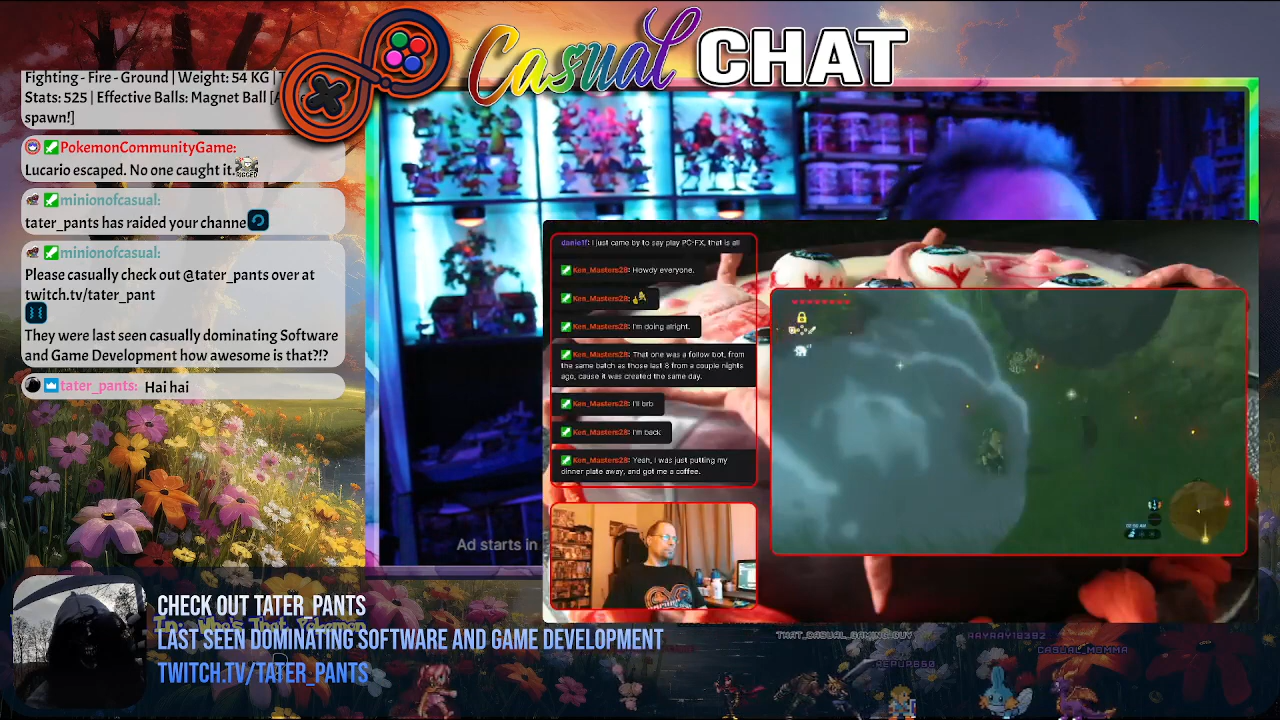 Casual CHAT
Fighting - Fire - Ground | Weight: 54 KG |
Stats: 525 | Effective Balls: Magnet Ball
spawn!]
PokemonCommunityGame:
Lucario escaped. No one caught it.
minionofcasual:
tater_pants has raided your channe
minionofcasual:
Please casually check out @tater_pants over at
twitch.tv/tater_pant
They were last seen casually dominating Software
and Game Development how awesome is that?!?
tater_pants: Hai hai
danielf: I just came by to say play PC-FX, that is all
Ken_Masters28: Howdy everyone.
Ken_Masters28:
Ken_Masters28: I'm doing alright.
Ken_Masters28: That one was a follow bot, from
the same batch as those last 8 from a couple nights
ago, cause it was created the same day.
Ken_Masters28: I'll brb
Ken_Masters28: I'm back
Ken_Masters28: Yeah, I was just putting my
dinner plate away, and got me a coffee.
Ad starts in
CHECK OUT TATER_PANTS
In: Who's That Pokemon
LAST SEEN DOMINATING SOFTWARE AND GAME DEVELOPMENT
TWITCH.TV/TATER_PANTS
THAT_CASUAL_GAMING_GUY
RAYRAY18392
CASUAL_MOMMA